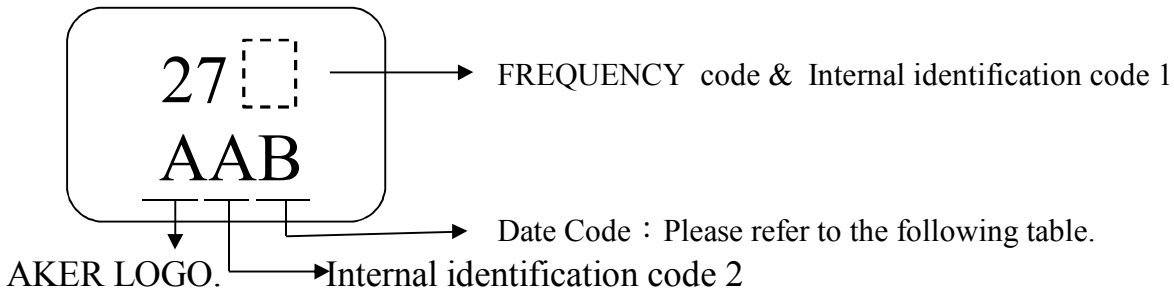 27
FREQUENCY code & Internal identification code 1
AAB
Date Code：Please refer to the following table.
AKER LOGO.
Internal identification code 2